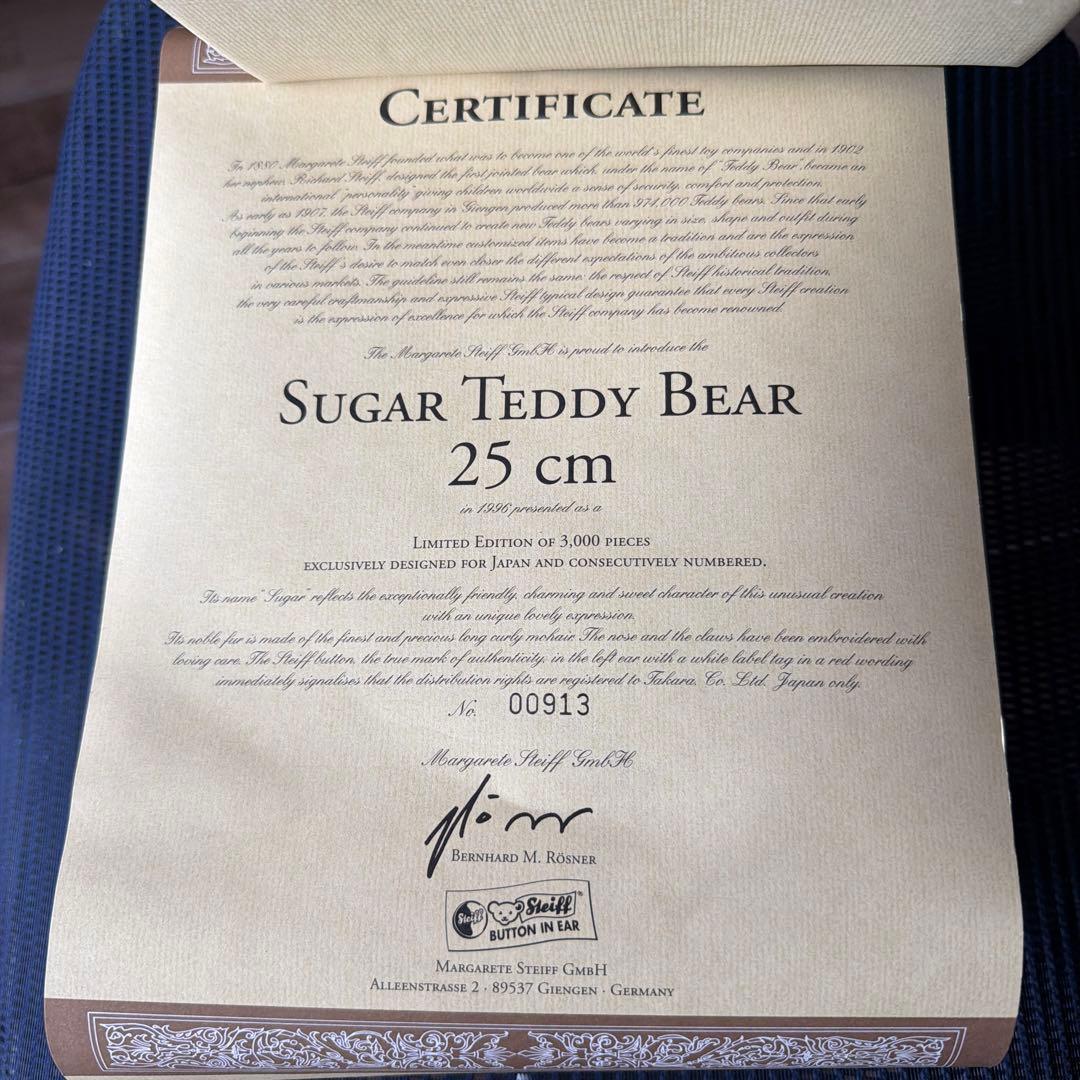 CERTIFICATE
In 1880 Margarete Steiff founded what was to become one of the world's finest toy companies and in 1902
her nephew, Richard Steiff, designed the first jointed bear which, under the name of "Teddy Bear", became an
international "personality" giving children worldwide a sense of security, comfort and protection.
As early as 1907 the Steiff company in Giengen produced more than 974,000 Teddy bears. Since that early
beginning the Steiff company continued to create new Teddy bears varying in size, shape and outfit during
all the years to follow. In the meantime customized items have become a tradition and are the expression
of the Steiff's desire to match even closer the different expectations of the ambitious collectors
in various markets. The guideline still remains the same: the respect of Steiff historical tradition,
the very careful craftmanship and expressive Steiff typical design guarantee that every Steiff creation
is the expression of excellence for which the Steiff company has become renowned.
The Margarete Steiff GmbH is proud to introduce the
SUGAR TEDDY BEAR
25 cm
in 1996 presented as a
LIMITED EDITION OF 3,000 PIECES
EXCLUSIVELY DESIGNED FOR JAPAN AND CONSECUTIVELY NUMBERED.
Its name "Sugar" reflects the exceptionally friendly, charming and sweet character of this unusual creation
with an unique lovely expression.
Its noble fur is made of the finest and precious long curly mohair. The nose and the claws have been embroidered with
loving care. The Steiff button, the true mark of authenticity, in the left ear with a white label tag in a red wording
immediately signalises that the distribution rights are registered to Takara, Co. Ltd. Japan only.
No. 00913
Margarete Steiff GmbH
BERNHARD M. RÖSNER
Steiff Steiff®
BUTTON IN EAR
MARGARETE STEIFF GMBH
ALLEENSTRASSE 2 · 89537 GIENGEN · GERMANY